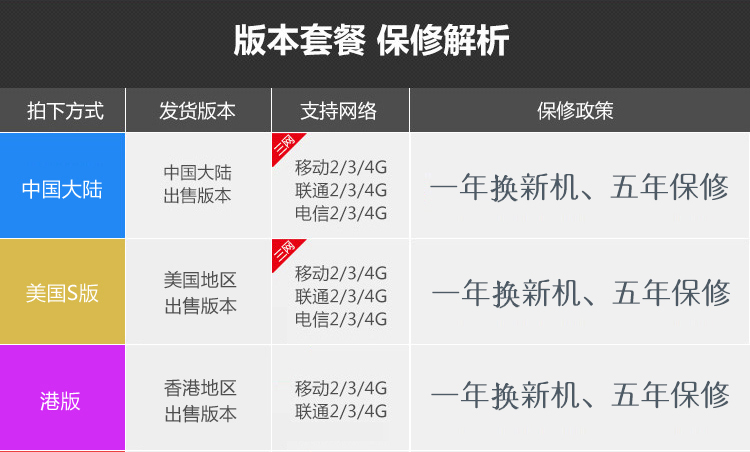 版本套餐 保修解析
拍下方式 发货版本 支持网络 保修政策
中国大陆
中国大陆
出售版本
三网
移动2/3/4G
联通2/3/4G
电信2/3/4G
一年换新机、五年保修
美国S版
美国地区
出售版本
三网
移动2/3/4G
联通2/3/4G
电信2/3/4G
一年换新机、五年保修
港版
香港地区
出售版本
移动2/3/4G
联通2/3/4G
一年换新机、五年保修